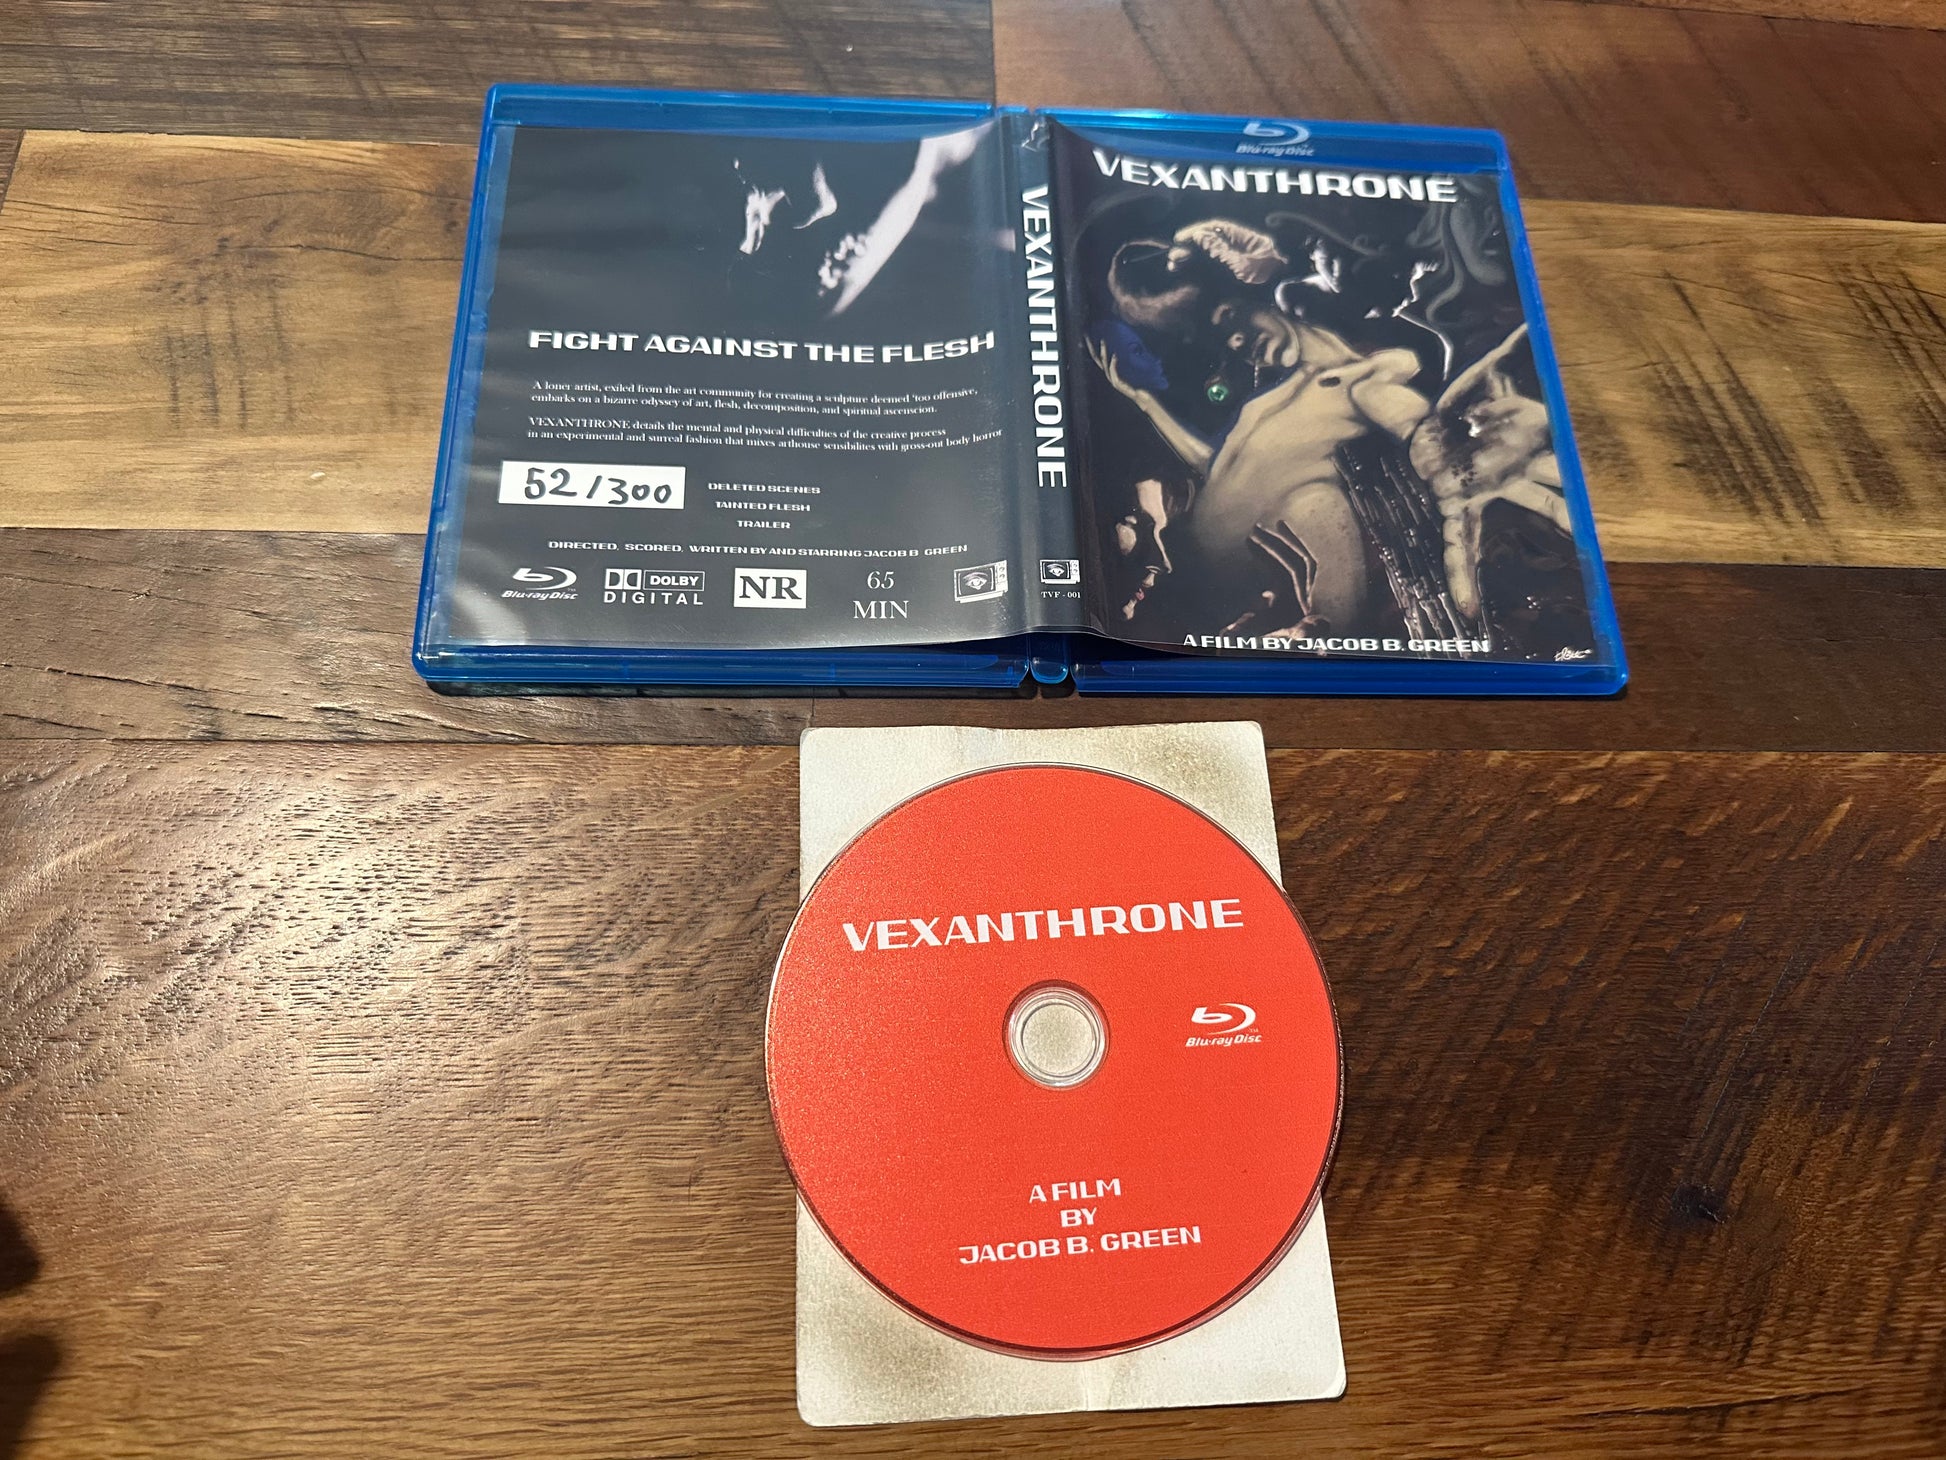 FIGHT AGAINST THE FLESH
A loner artist, exiled from the art community for creating a sculpture deemed 'too offensive,
embarks on a bizarre odyssey of art, flesh, decomposition, and spiritual ascenscion.
VEXANTHRONE details the mental and physical difficulties of the creative process
in an experimental and surreal fashion that mixes arthouse sensibilites with gross-out body horror
52/300
DELETED SCENES
TAINTED FLESH
TRAILER
DIRECTED, SCORED, WRITTEN BY AND STARRING JACOB B GREEN
Blu-ray Disc
DOLBY
DIGITAL
NR
65
MIN
VEXANTHRONE
TVF - 001
Blu-ray Disc
VEXANTHRONE
A FILM BY JACOB B. GREEN
VEXANTHRONE
Blu-ray Disc
A FILM
BY
JACOB B. GREEN